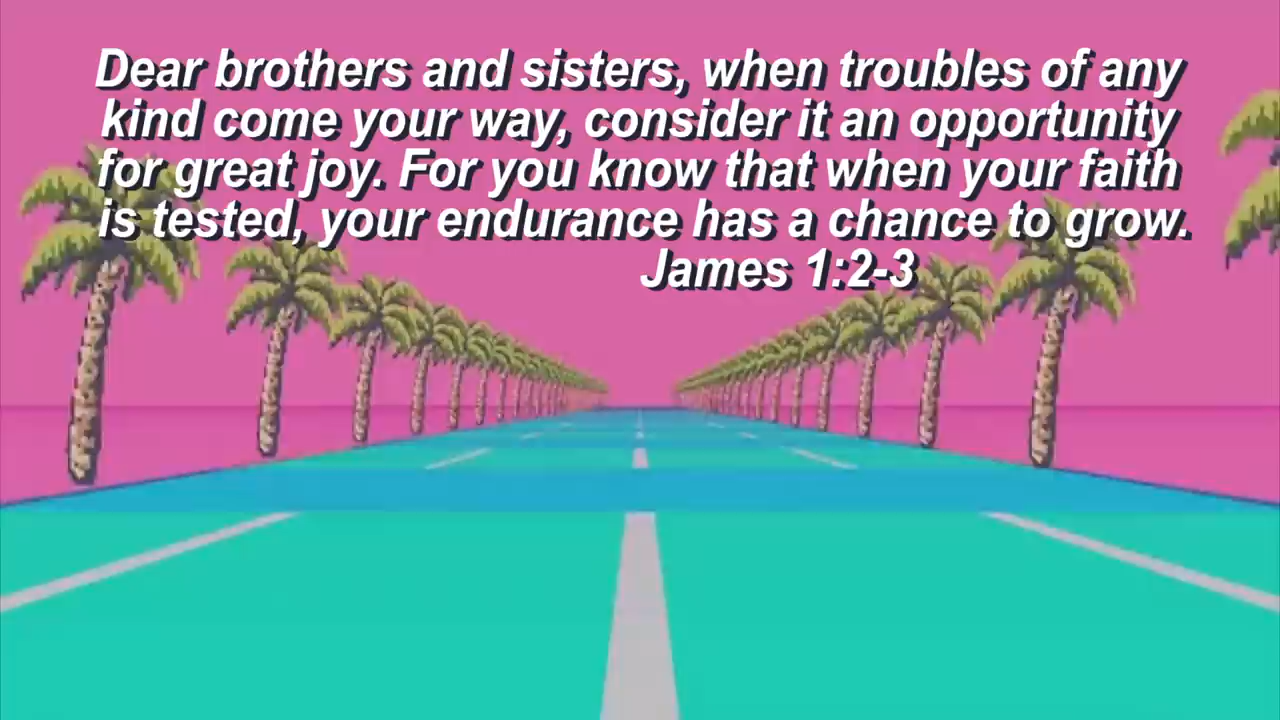 Dear brothers and sisters, when troubles of any
kind come your way, consider it an opportunity
for great joy. For you know that when your faith
is tested, your endurance has a chance to grow.
James 1:2-3